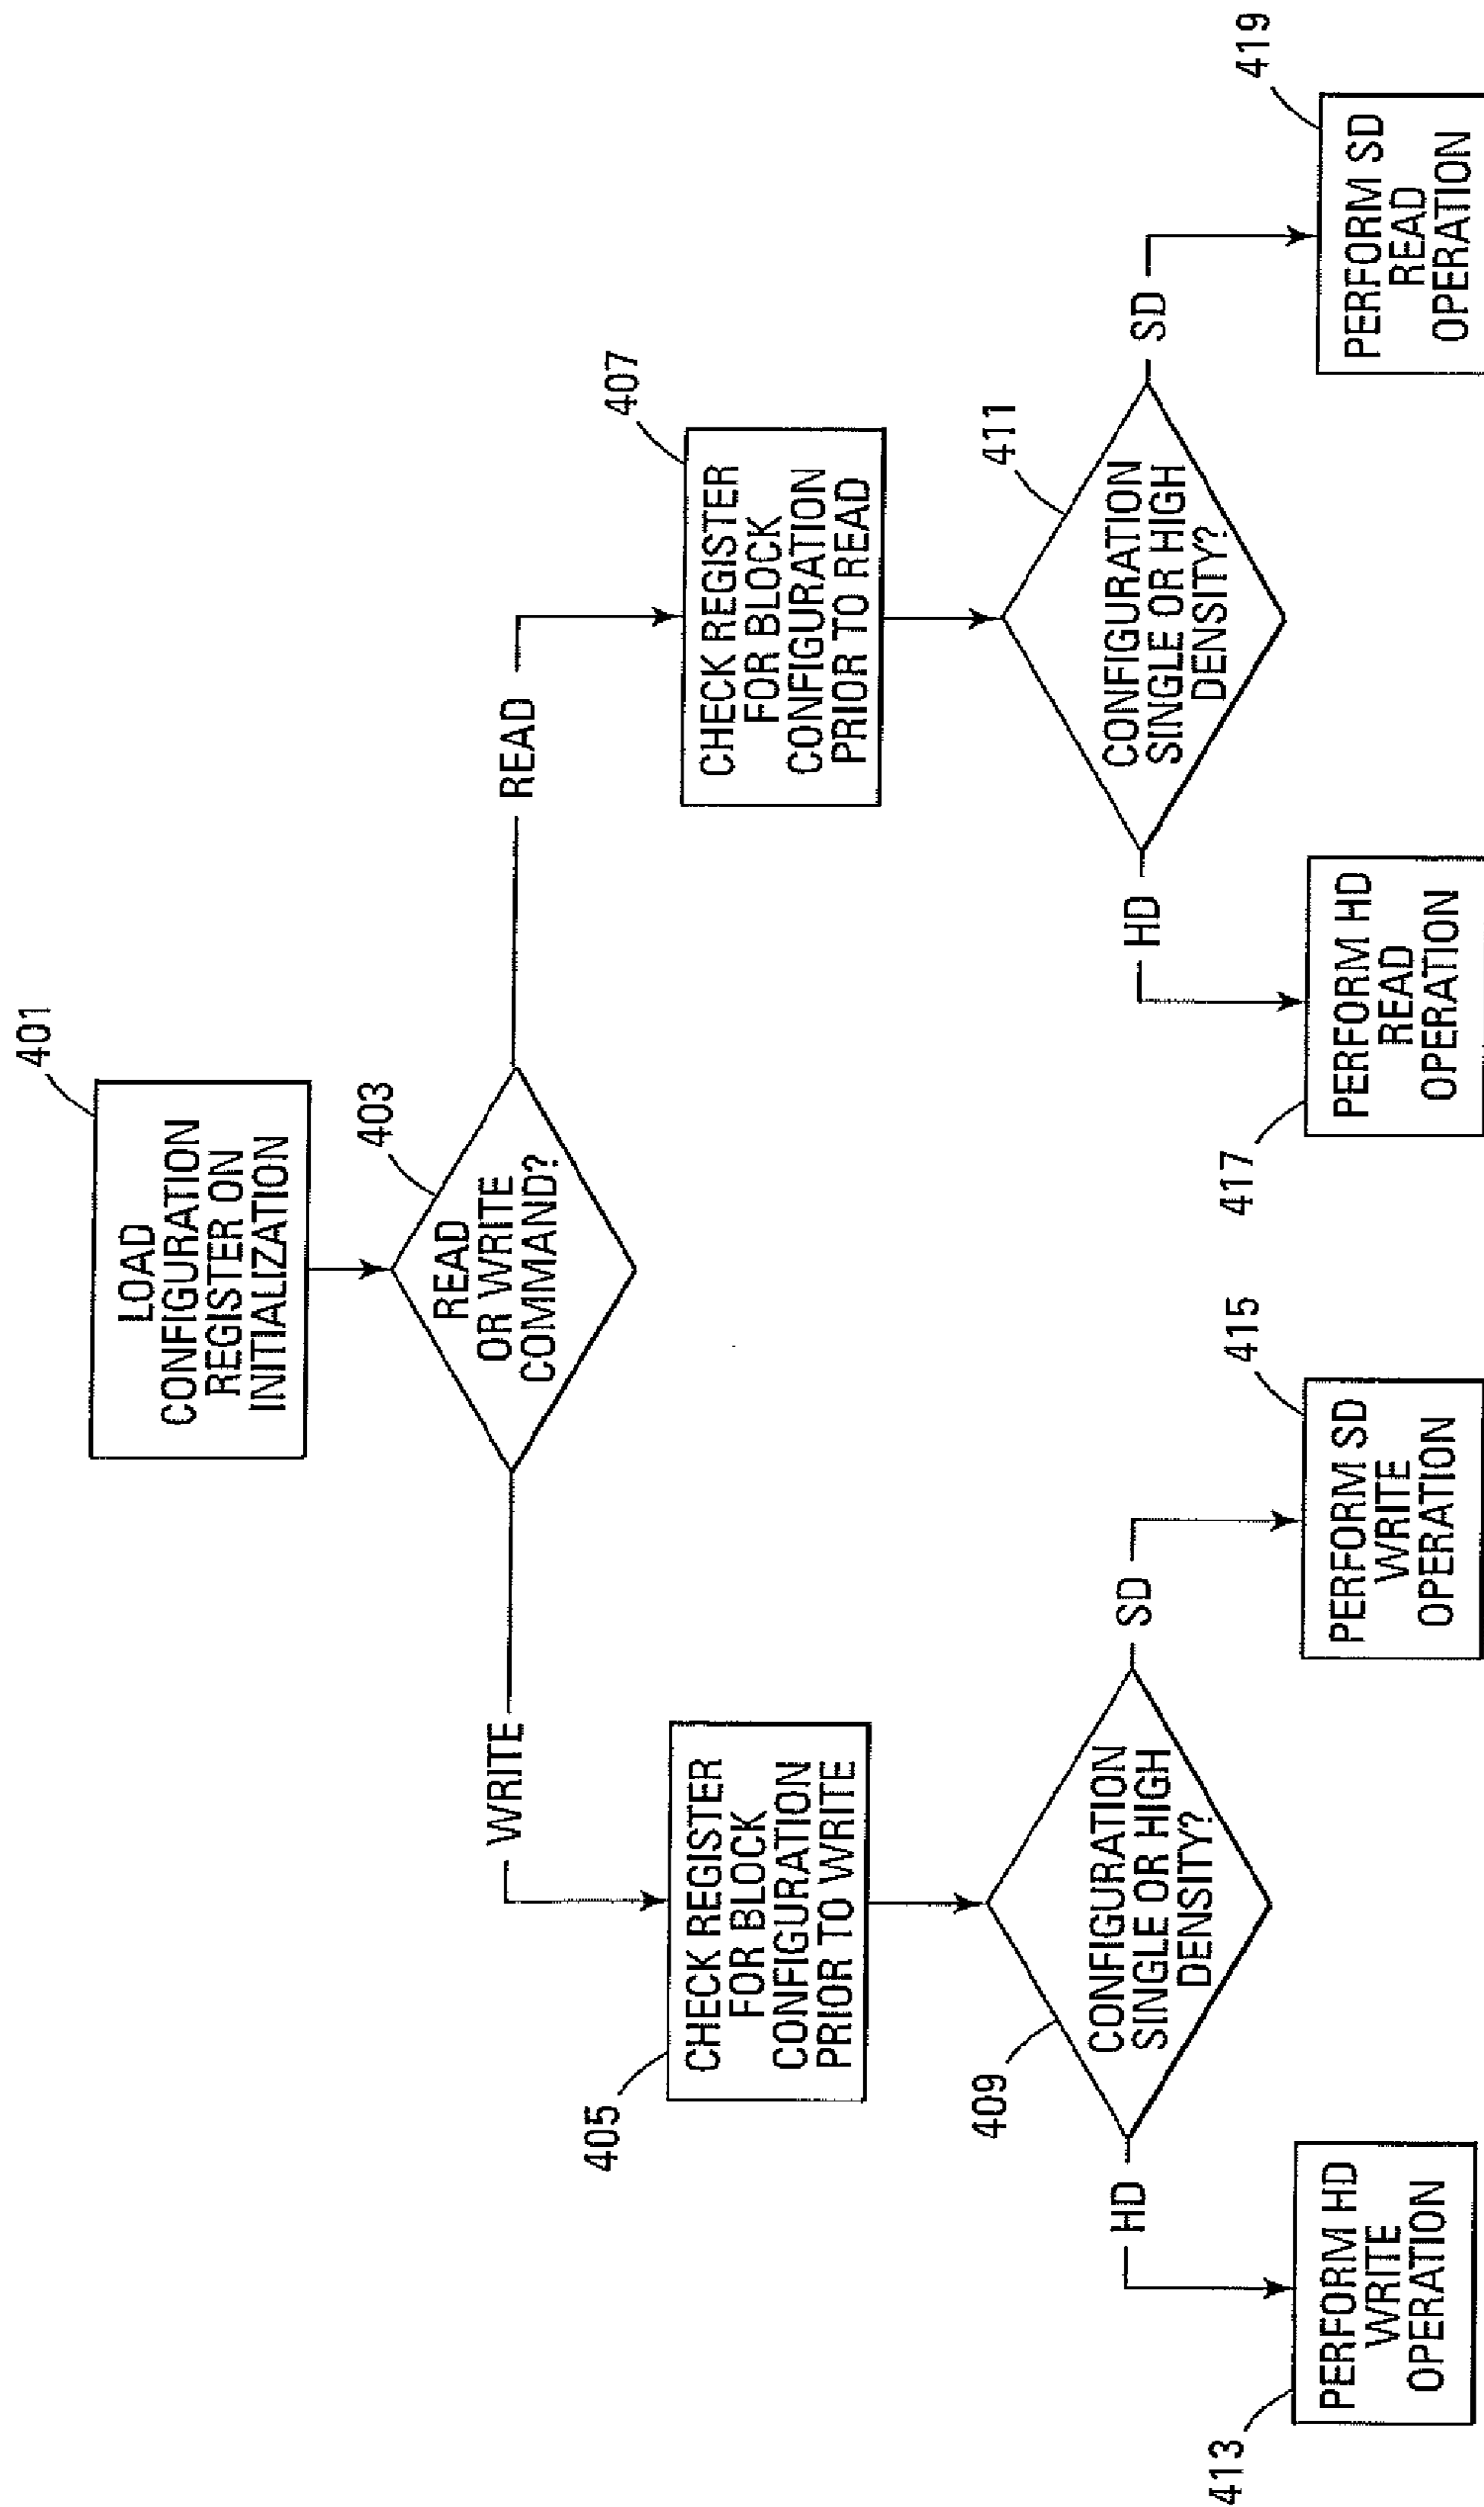 401
LOAD
CONFIGURATION
REGISTER ON
INITIALIZATION
403
READ
OR WRITE
COMMAND?
WRITE
READ
405
CHECK REGISTER
FOR BLOCK
CONFIGURATION
PRIOR TO WRITE
407
CHECK REGISTER
FOR BLOCK
CONFIGURATION
PRIOR TO READ
409
CONFIGURATION
SINGLE OR HIGH
DENSITY?
411
CONFIGURATION
SINGLE OR HIGH
DENSITY?
HD
SD
HD
SD
413
PERFORM HD
WRITE
OPERATION
415
PERFORM SD
WRITE
OPERATION
417
PERFORM HD
READ
OPERATION
419
PERFORM SD
READ
OPERATION